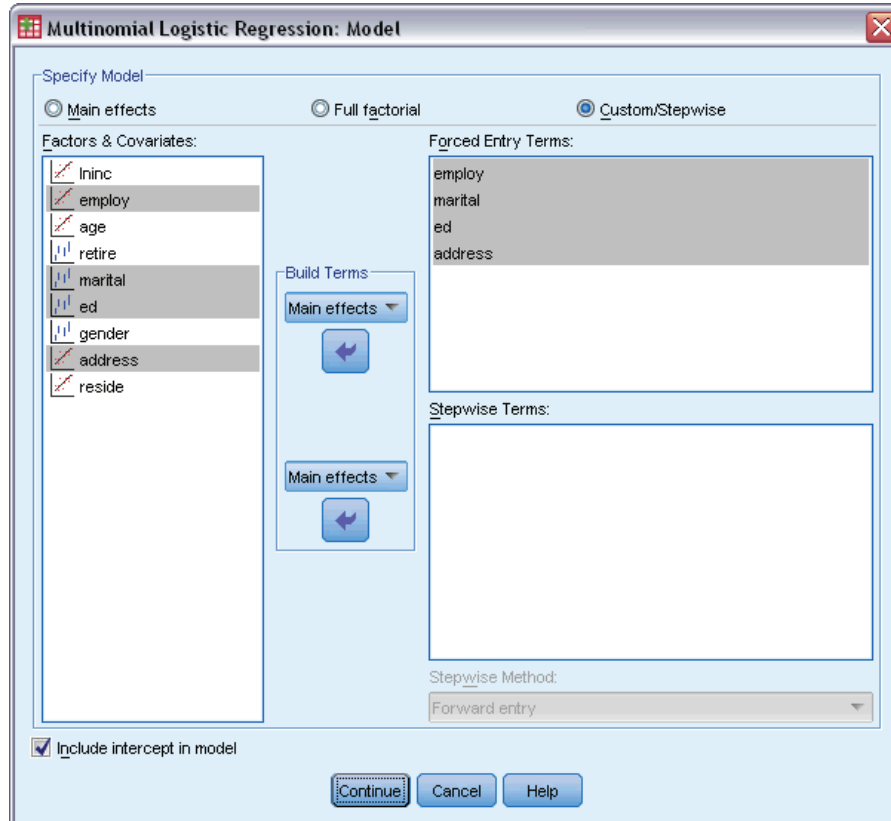 Multinomial Logistic Regression: Model
Specify Model
Main effects
Full factorial
Custom/Stepwise
Factors & Covariates:
lninc
employ
age
retire
marital
ed
gender
address
reside
Build Terms
Main effects
Main effects
Forced Entry Terms:
employ
marital
ed
address
Stepwise Terms:
Stepwise Method:
Forward entry
Include intercept in model
Continue
Cancel
Help